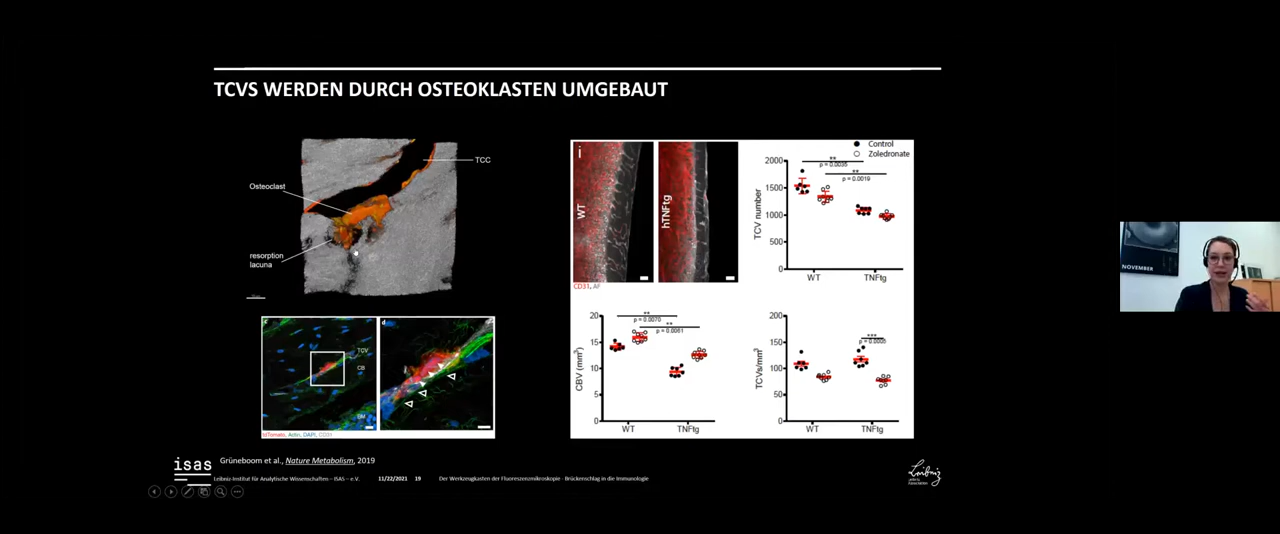 TCVS WERDEN DURCH OSTEOKLASTEN UMGEBAUT
TCC
Osteoclast
resorption
lacuna
c
d
TCV
CB
BM
tdTomato, Actin, DAPI, CD31
i
WT
hTNFtg
CD31, AF
Control
Zoledronate
TCV number
2000
1500
1000
500
0
**
p = 0.0035
**
p = 0.0019
WT
TNFtg
CBV (mm³)
20
15
10
5
0
**
p = 0.0070
**
p = 0.0061
WT
TNFtg
TCVs/mm³
200
150
100
50
0
***
WT
TNFtg
Grüneboom et al., Nature Metabolism, 2019
isas
Leibniz-Institut für Analytische Wissenschaften – ISAS – e.V.
11/22/2021
19
Der Werkzeugkasten der Fluoreszenzmikroskopie - Brückenschlag in die Immunologie
Leibniz
NOVEMBER